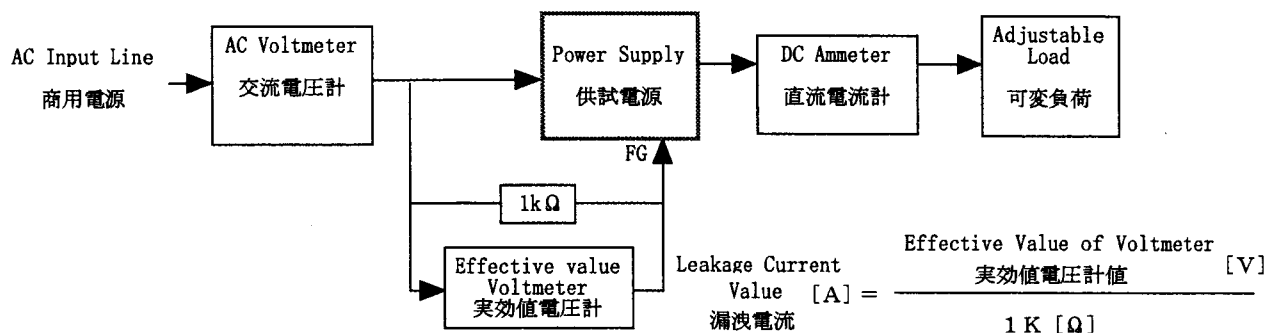 AC Input Line
商用電源
AC Voltmeter
交流電圧計
Power Supply
供試電源
DC Ammeter
直流電流計
Adjustable
Load
可変負荷
FG
1kΩ
Effective value
Voltmeter
実効値電圧計
Leakage Current
Value [A] =
漏洩電流
Effective Value of Voltmeter
実効値電圧計値
[V]
1K [Ω]